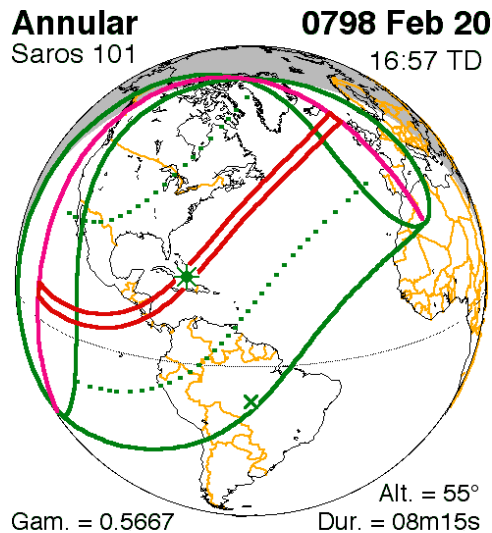 Annular 0798 Feb 20
Saros 101 16:57 TD
Alt. = 55°
Gam. = 0.5667 Dur. = 08m15s